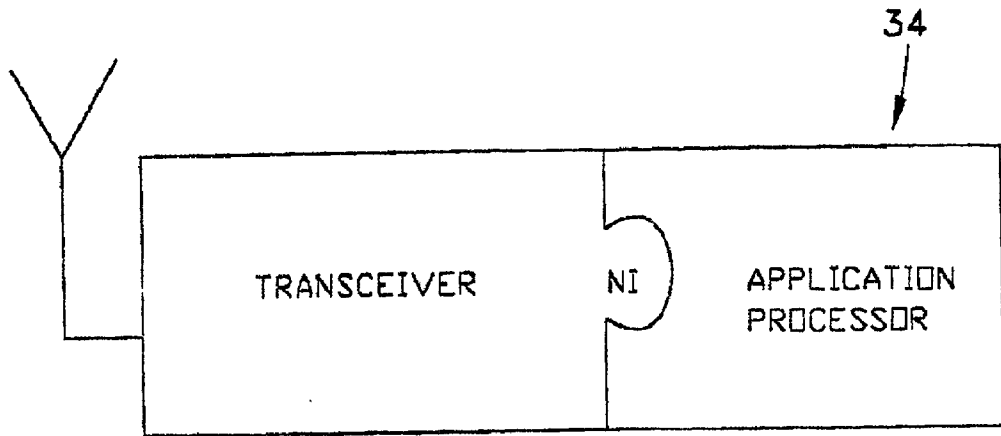 34
TRANSCEIVER
NI
APPLICATION
PROCESSOR